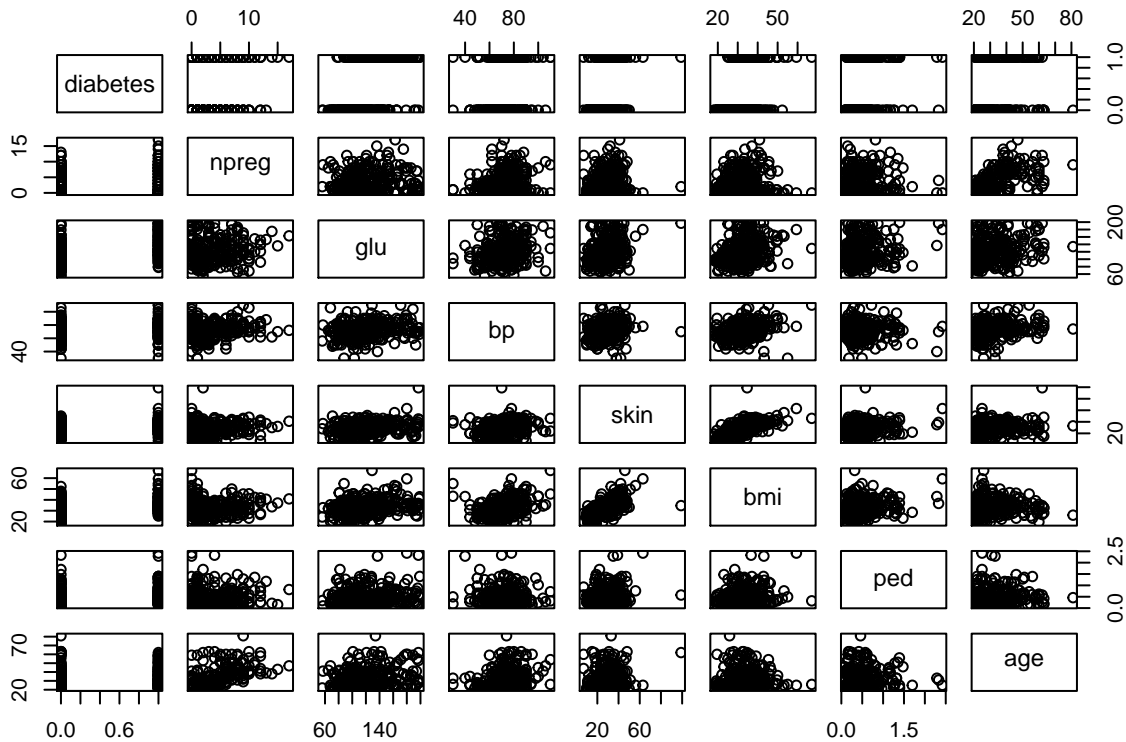 0 10 40 80 20 50 20 50 80
diabetes 0.0 1.0
0 15 npreg
glu 60 200
40 bp
skin 20
20 60 bmi
ped 0.0 2.5
20 70 age
0.0 0.6 60 140 20 60 0.0 1.5